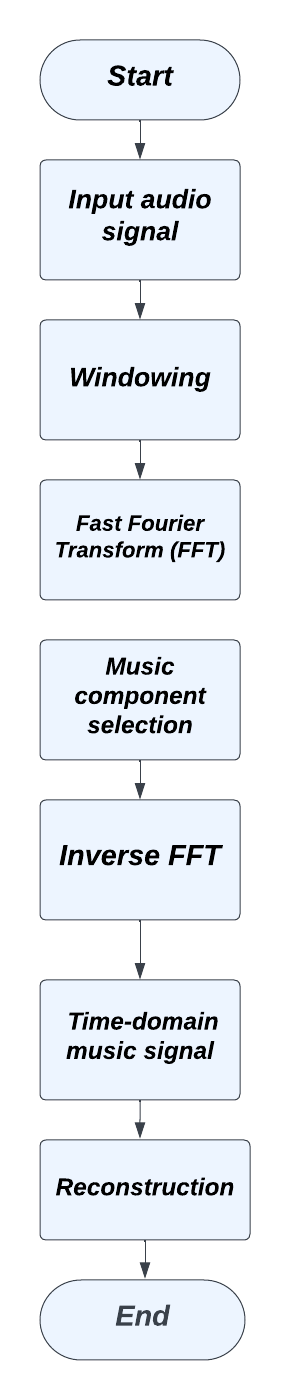 Start
Input audio
signal
Windowing
Fast Fourier
Transform (FFT)
Music
component
selection
Inverse FFT
Time-domain
music signal
Reconstruction
End